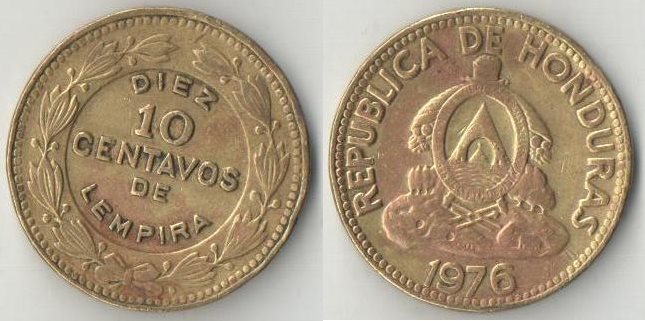 DIEZ
10
CENTAVOS
DE
LEMPIRA
REPUBLICA DE HONDURAS
1976